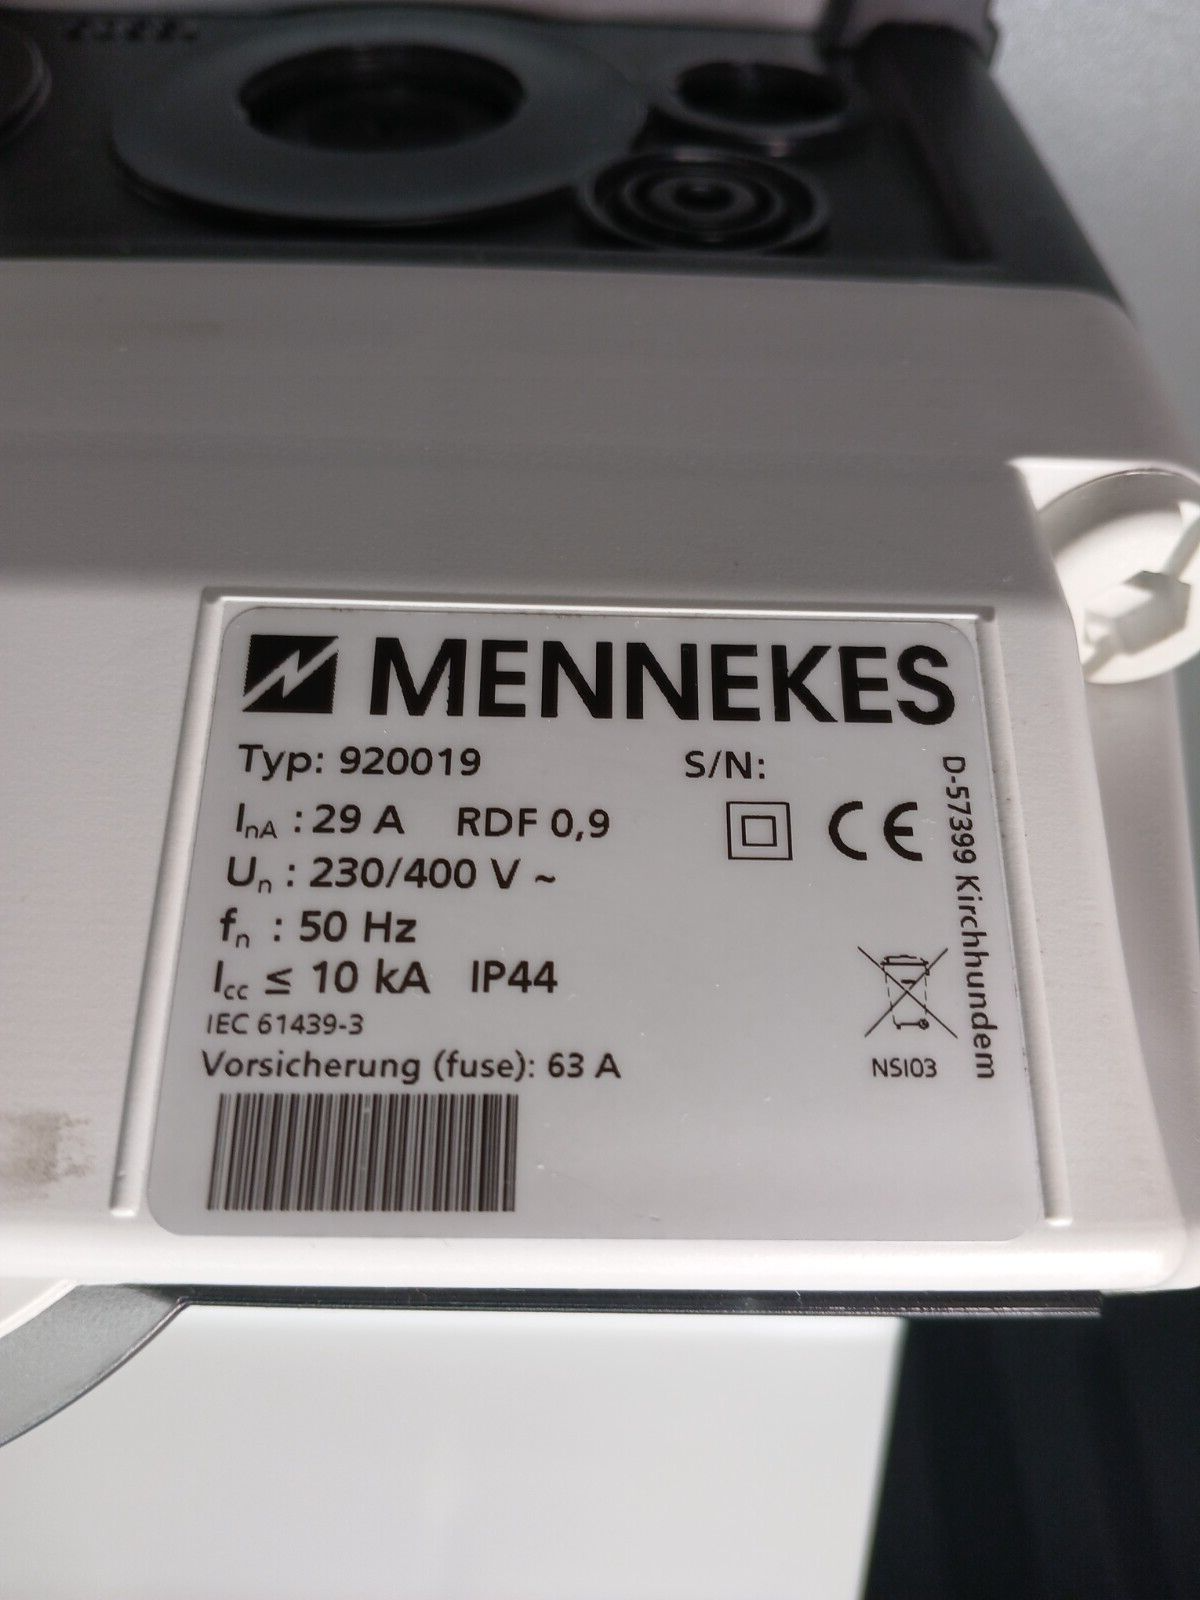 MENNEKES
Typ: 920019 S/N:
InA : 29 A RDF 0,9
CE
Un : 230/400 V ~
fn : 50 Hz
Icc ≤ 10 kA IP44
IEC 61439-3
Vorsicherung (fuse): 63 A
NSI03
D-57399 Kirchhundem